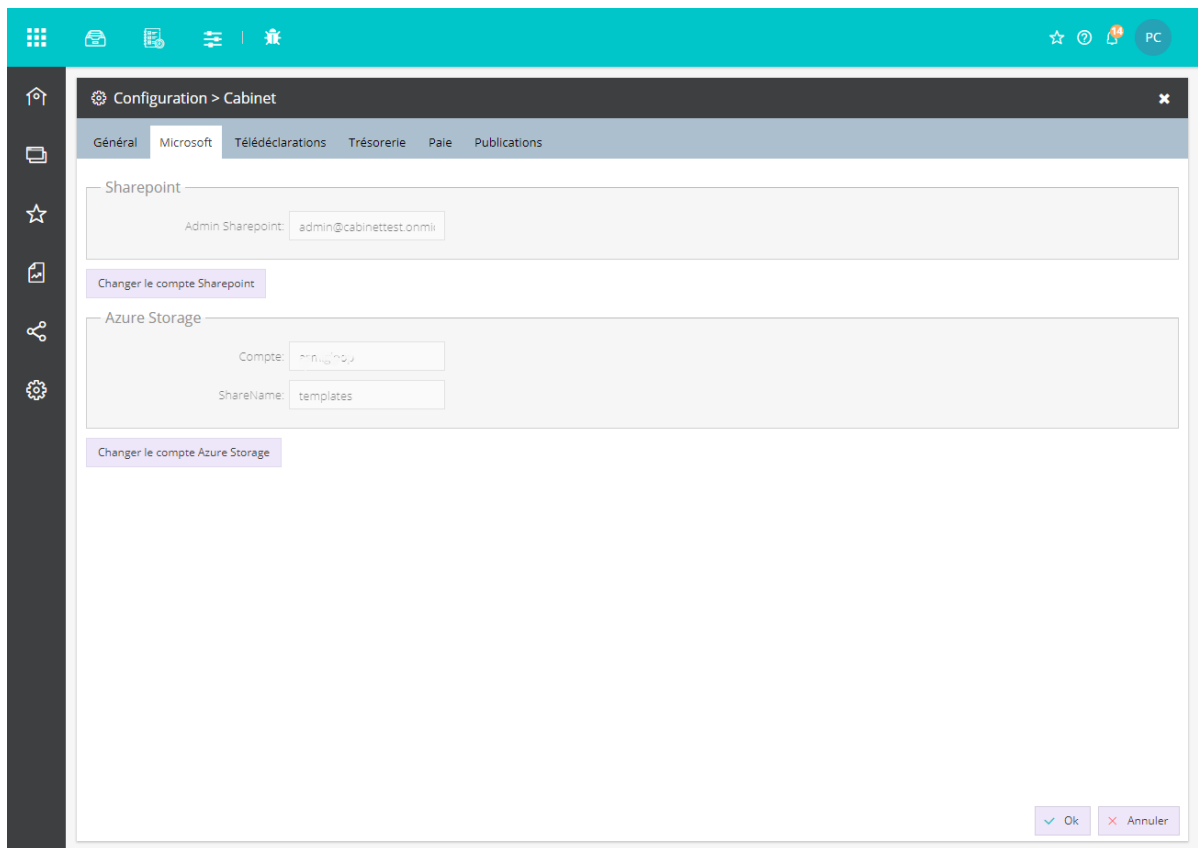 14
PC
Configuration > Cabinet
Général Microsoft Télédéclarations Trésorerie Paie Publications
Sharepoint
Admin Sharepoint: admin@cabinettest.onmi
Changer le compte Sharepoint
Azure Storage
Compte:
ShareName: templates
Changer le compte Azure Storage
Ok Annuler